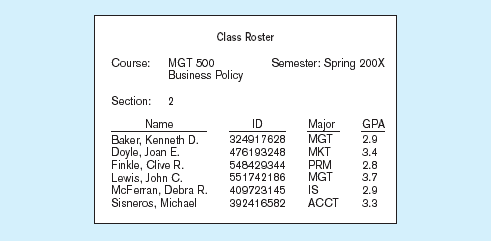 Class Roster
Course: MGT 500 Semester: Spring 200X
Business Policy
Section: 2
Name ID Major GPA
Baker, Kenneth D. 324917628 MGT 2.9
Doyle, Joan E. 476193248 MKT 3.4
Finkle, Clive R. 548429344 PRM 2.8
Lewis, John C. 551742186 MGT 3.7
McFerran, Debra R. 409723145 IS 2.9
Sisneros, Michael 392416582 ACCT 3.3